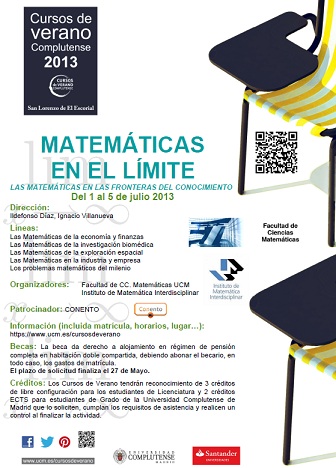 Cursos de
verano
Complutense
2013
CURSOS
DE VERANO
COMPLUTENSE
San Lorenzo de El Escorial
lim
MATEMÁTICAS
EN EL LÍMITE
LAS MATEMÁTICAS EN LAS FRONTERAS DEL CONOCIMIENTO
Del 1 al 5 de julio 2013
Dirección:
Ildefonso Díaz, Ignacio Villanueva
Líneas:
Las Matemáticas de la economía y finanzas
Las Matemáticas de la investigación biomédica
Las Matemáticas de la exploración espacial
Las Matemáticas en la industria y empresa
Los problemas matemáticos del milenio
Facultad de
Ciencias
Matemáticas
Instituto de
Matemática
Interdisciplinar
Organizadores: Facultad de CC. Matemáticas UCM
Instituto de Matemática Interdisciplinar
Patrocinador: CONENTO
Conento
Información (incluida matrícula, horarios, lugar...):
https://www.ucm.es/cursosdeverano
Becas: La beca da derecho a alojamiento en régimen de pensión
completa en habitación doble compartida, debiendo abonar el becario, en
todo caso, los gastos de matrícula.
El plazo de solicitud finaliza el 27 de Mayo.
Créditos: Los Cursos de Verano tendrán reconocimiento de 3 créditos
de libre configuración para los estudiantes de Licenciatura y 2 créditos
ECTS para estudiantes de Grado de la Universidad Complutense de
Madrid que lo soliciten, cumplan los requisitos de asistencia y realicen un
control al finalizar la actividad.
www.ucm.es/cursosdeverano
UNIVERSIDAD
COMPLUTENSE
MADRID
Santander
UNIVERSIDADES